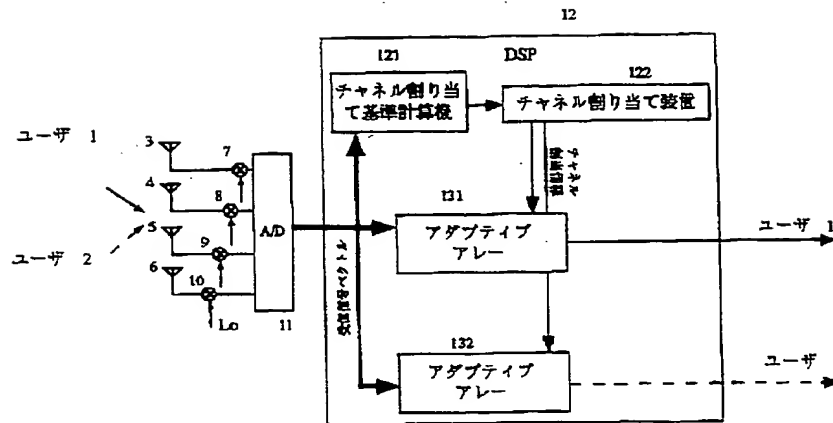 12
121
DSP
122
チャネル割り当
て基準計算機
チャネル割り当て装置
ユーザ 1
3
7
4
8
5
9
ユーザ 2
6
10
Lo
A/D
11
チャネル
受信信号ベクトル
131
アダプティブ
アレー
ユーザ 1
132
アダプティブ
アレー
ユーザ